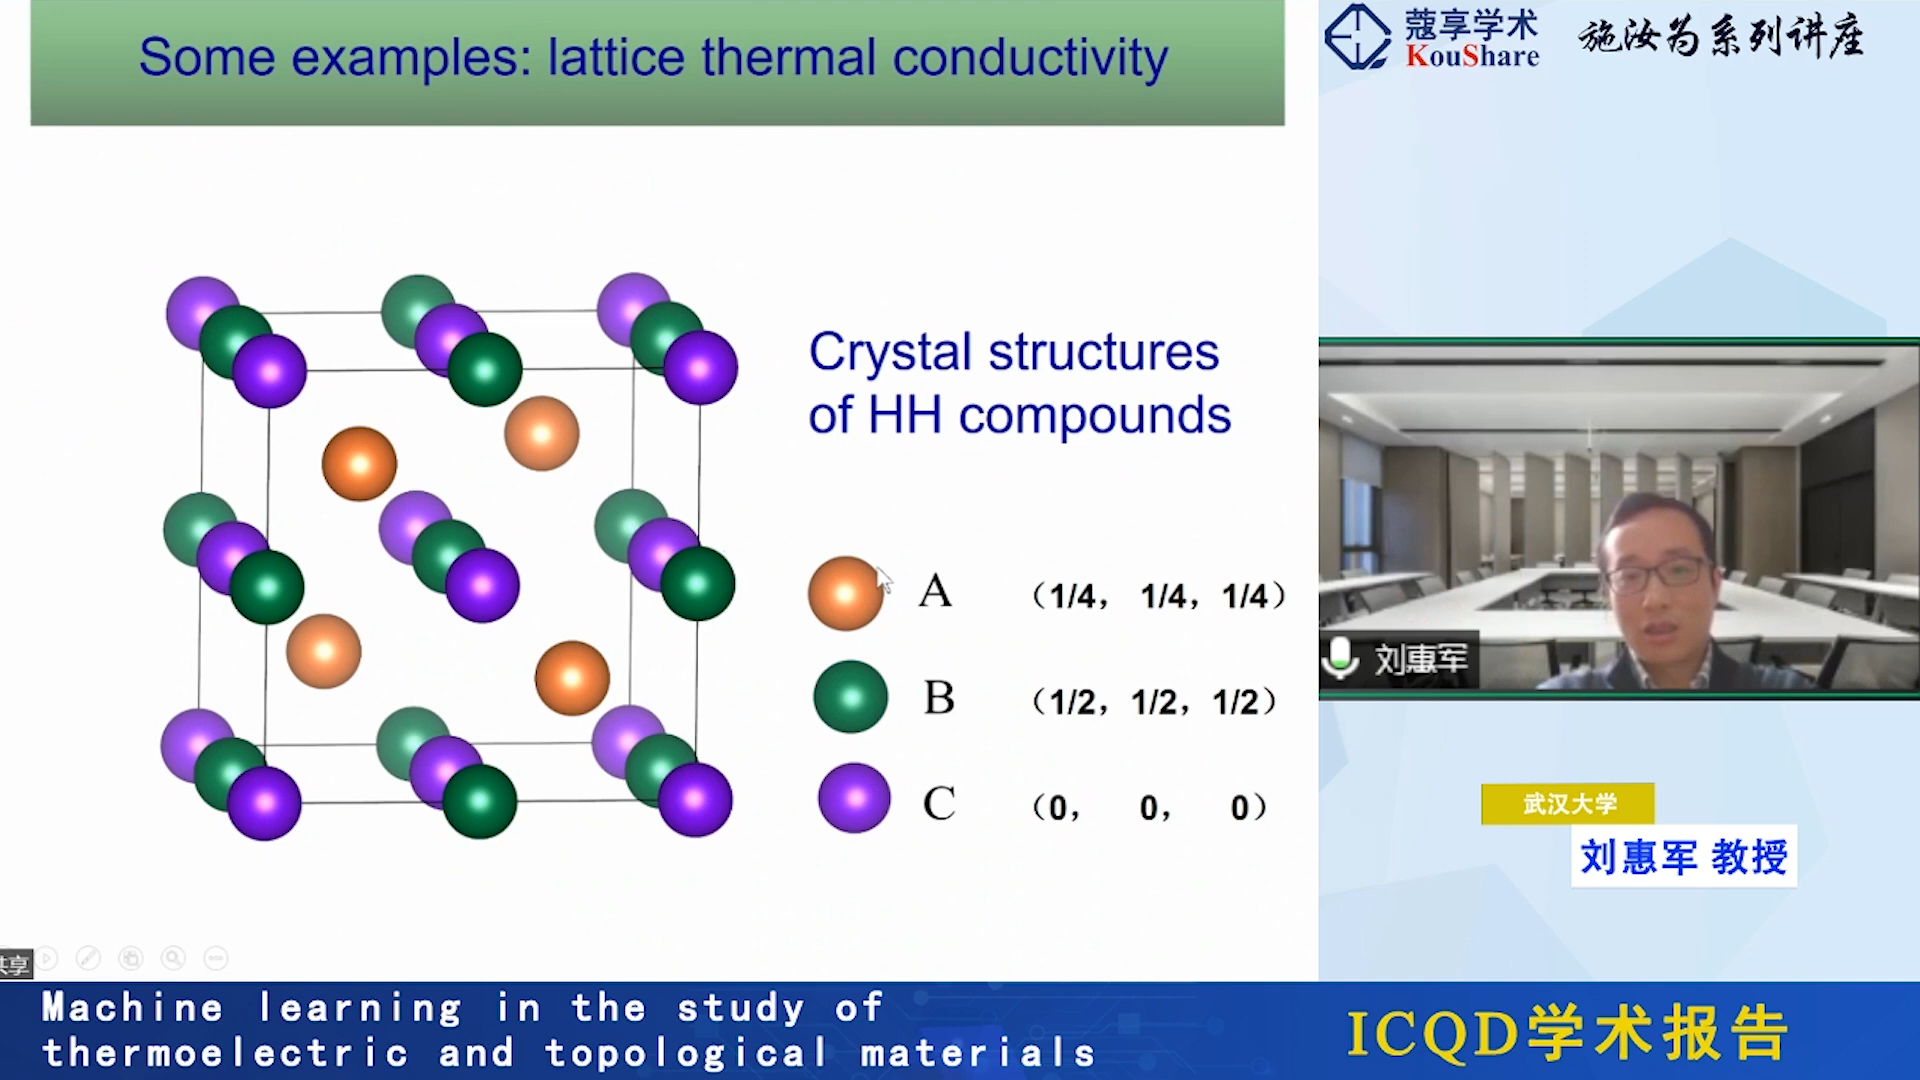 Some examples: lattice thermal conductivity
Crystal structures
of HH compounds
A （1/4， 1/4，1/4）
B （1/2，1/2，1/2）
C （0， 0， 0）
共享
蔻享学术
KouShare
施汝为系列讲座
刘惠军
武汉大学
刘惠军 教授
Machine learning in the study of
thermoelectric and topological materials
ICQD学术报告